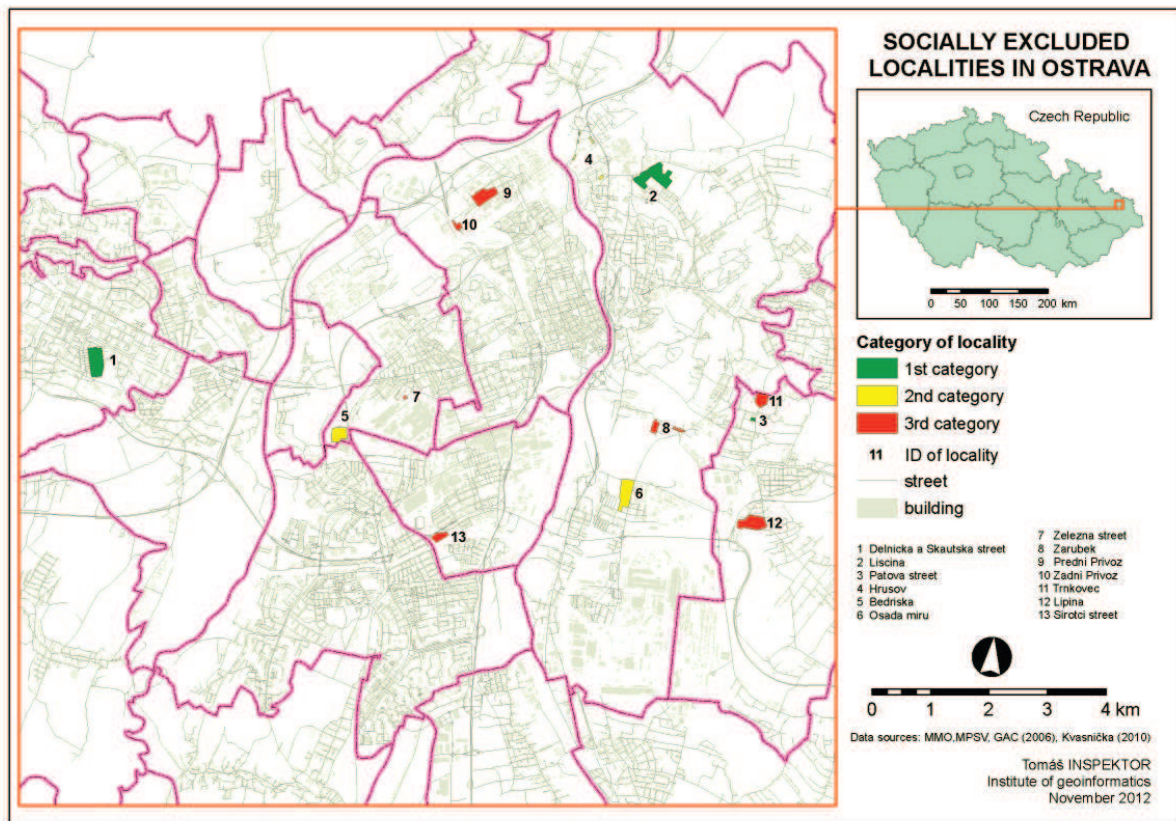 SOCIALLY EXCLUDED
LOCALITIES IN OSTRAVA
Czech Republic
0 50 100 150 200 km
Category of locality
1st category
2nd category
3rd category
11 ID of locality
street
building
1 Delnicka a Skautska street
2 Liscina
3 Patova street
4 Hrusov
5 Bedriska
6 Osada miru
7 Zelezna street
8 Zarubek
9 Predni Privoz
10 Zadni Privoz
11 Trnkovec
12 Lipina
13 Sirotci street
0 1 2 3 4 km
Data sources: MMO,MPSV, GAC (2006), Kvasnička (2010)
Tomáš INSPEKTOR
Institute of geoinformatics
November 2012
4
2
9
10
1
7
5
11
3
8
6
12
13